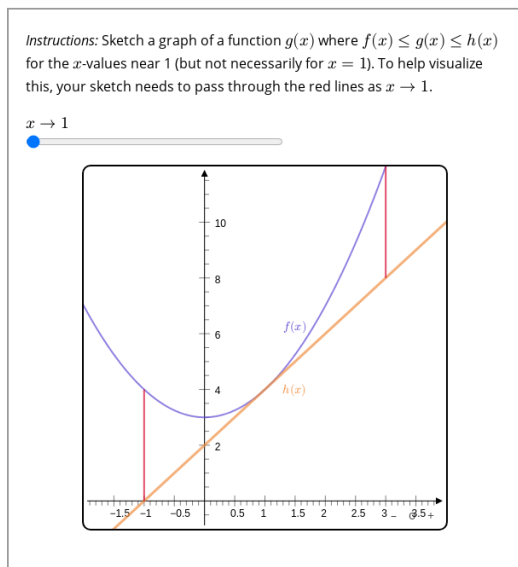 Instructions: Sketch a graph of a function g(x) where f(x) ≤ g(x) ≤ h(x)
for the x-values near 1 (but not necessarily for x = 1). To help visualize
this, your sketch needs to pass through the red lines as x → 1.
x → 1
10
8
6
f(x)
4
h(x)
2
−1.5 −1 −0.5 0.5 1 1.5 2 2.5 3 3.5
− +